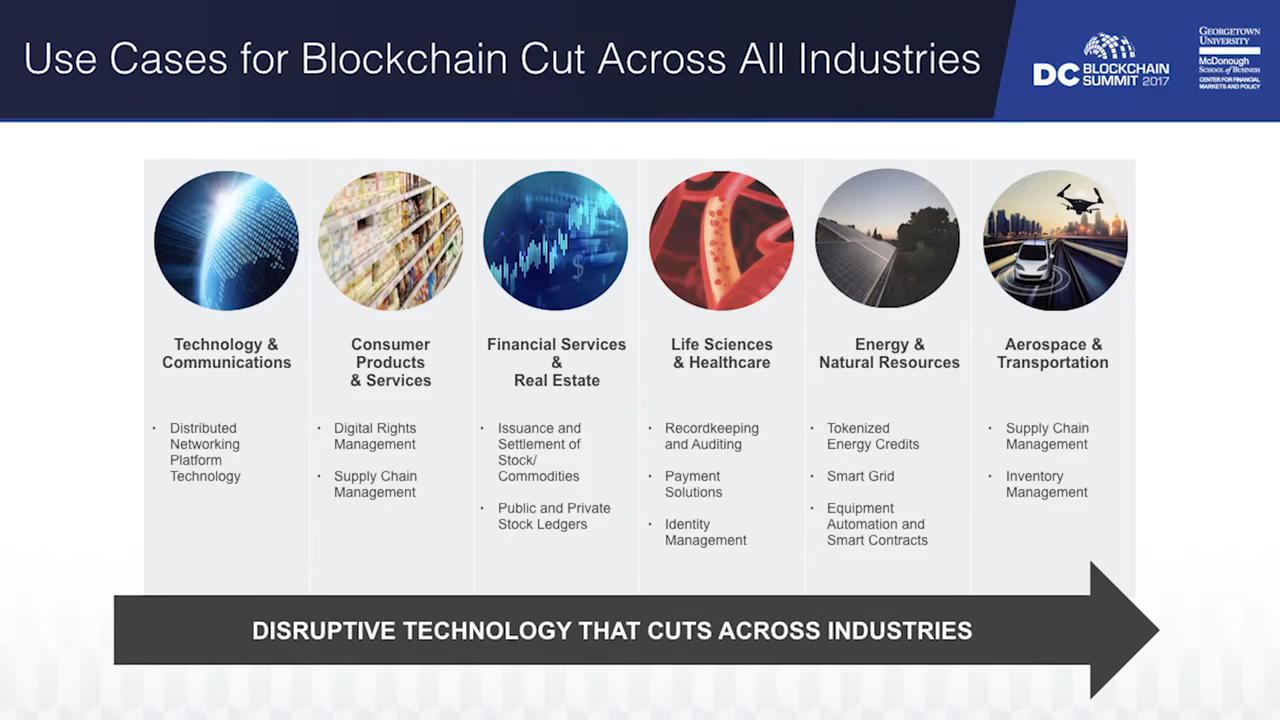 Use Cases for Blockchain Cut Across All Industries
DC BLOCKCHAIN
SUMMIT 2017
GEORGETOWN
UNIVERSITY
McDonough
SCHOOL of BUSINESS
CENTER FOR FINANCIAL
MARKETS AND POLICY
Technology &
Communications
• Distributed
Networking
Platform
Technology
Consumer
Products
& Services
• Digital Rights
Management
• Supply Chain
Management
Financial Services
&
Real Estate
• Issuance and
Settlement of
Stock/
Commodities
• Public and Private
Stock Ledgers
Life Sciences
& Healthcare
• Recordkeeping
and Auditing
• Payment
Solutions
• Identity
Management
Energy &
Natural Resources
• Tokenized
Energy Credits
• Smart Grid
• Equipment
Automation and
Smart Contracts
Aerospace &
Transportation
• Supply Chain
Management
• Inventory
Management
DISRUPTIVE TECHNOLOGY THAT CUTS ACROSS INDUSTRIES